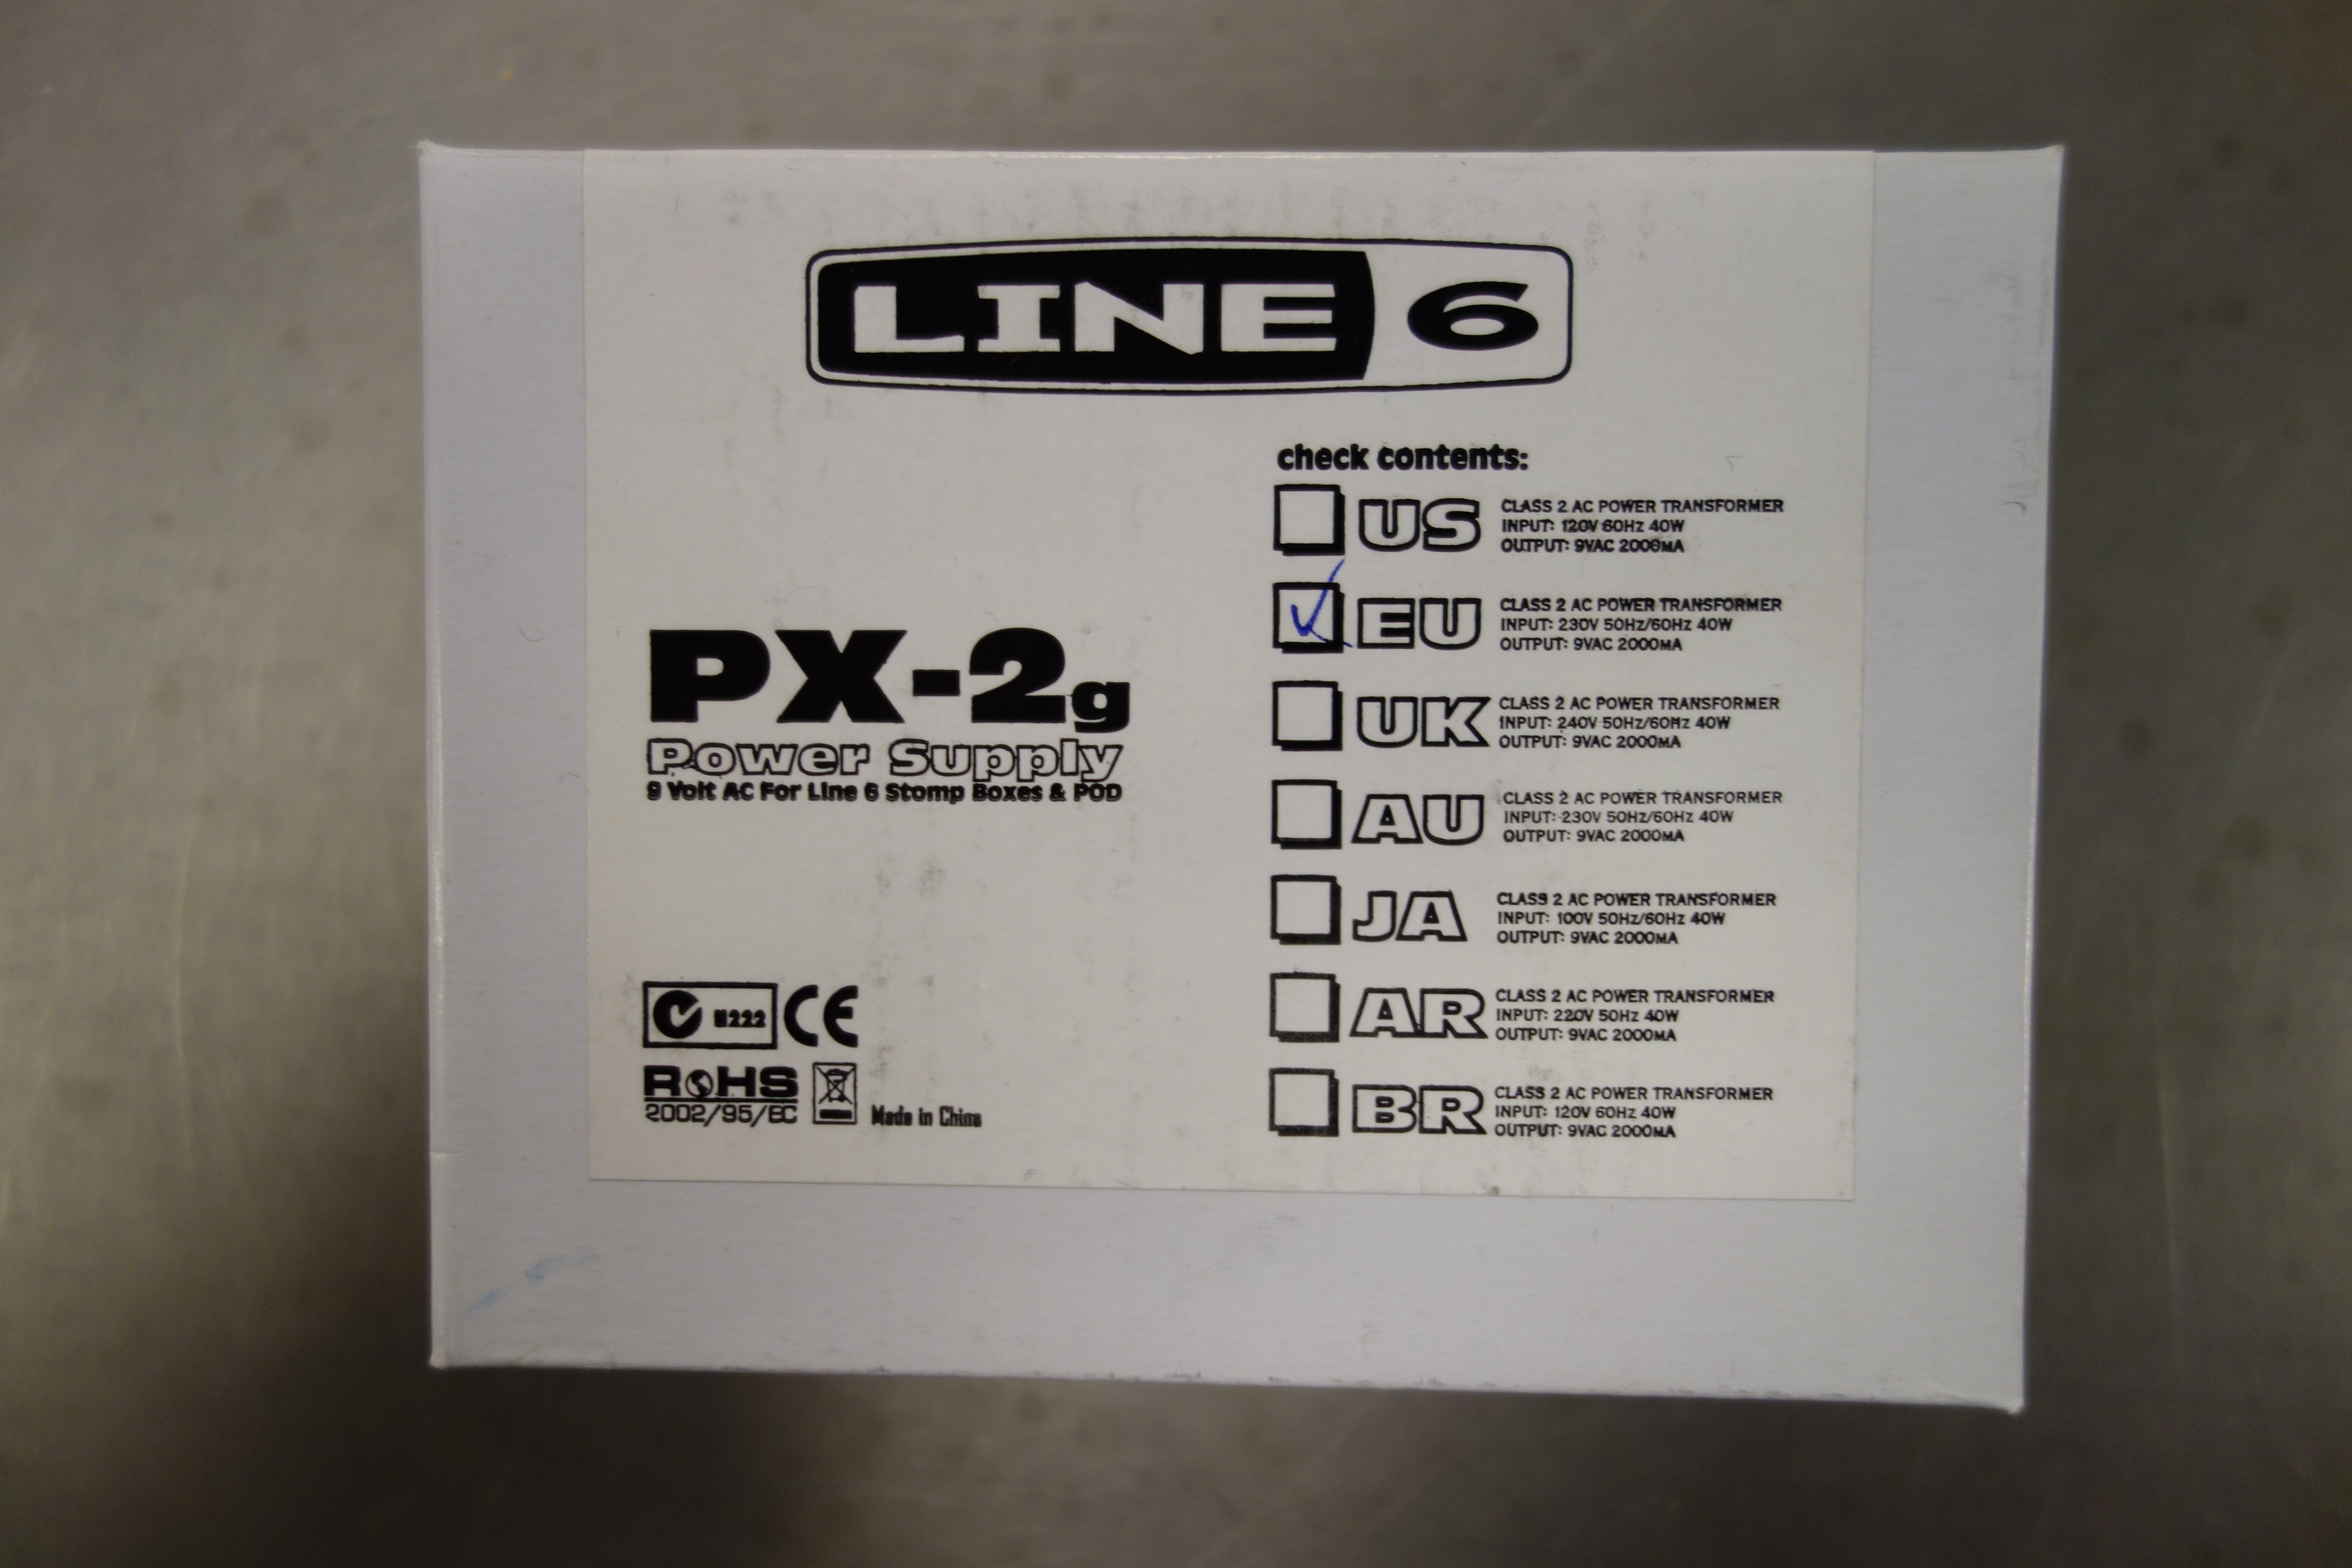 LINE 6
check contents:
US
CLASS 2 AC POWER TRANSFORMER
INPUT: 120V 60Hz 40W
OUTPUT: 9VAC 2000MA
EU
CLASS 2 AC POWER TRANSFORMER
INPUT: 230V 50Hz/60Hz 40W
OUTPUT: 9VAC 2000MA
UK
CLASS 2 AC POWER TRANSFORMER
INPUT: 240V 50Hz/60Hz 40W
OUTPUT: 9VAC 2000MA
AU
CLASS 2 AC POWER TRANSFORMER
INPUT: 230V 50Hz/60Hz 40W
OUTPUT: 9VAC 2000MA
JA
CLASS 2 AC POWER TRANSFORMER
INPUT: 100V 50Hz/60Hz 40W
OUTPUT: 9VAC 2000MA
AR
CLASS 2 AC POWER TRANSFORMER
INPUT: 220V 50Hz 40W
OUTPUT: 9VAC 2000MA
BR
CLASS 2 AC POWER TRANSFORMER
INPUT: 120V 60Hz 40W
OUTPUT: 9VAC 2000MA
PX-2g
Power Supply
9 Volt AC For Line 6 Stomp Boxes & POD
N222 CE
ROHS
2002/95/EC
Made in China